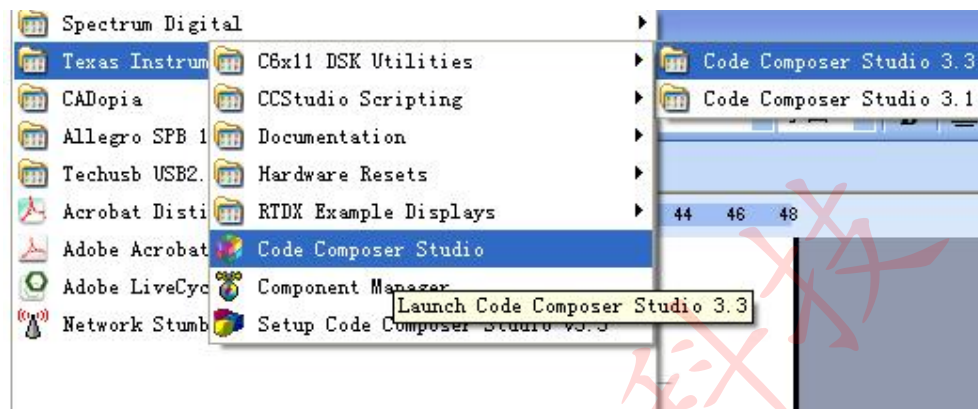 Spectrum Digital
Texas Instrum
CADopia
Allegro SPB 1
Techusb USB2.
Acrobat Disti
Adobe Acrobat
Adobe LiveCyc
Network Stumb
C6x11 DSK Utilities
CCStudio Scripting
Documentation
Hardware Resets
RTDX Example Displays
Code Composer Studio
Component Manager
Setup Code Composer Studio v3.3
Launch Code Composer Studio 3.3
Code Composer Studio 3.3
Code Composer Studio 3.1
44 46 48